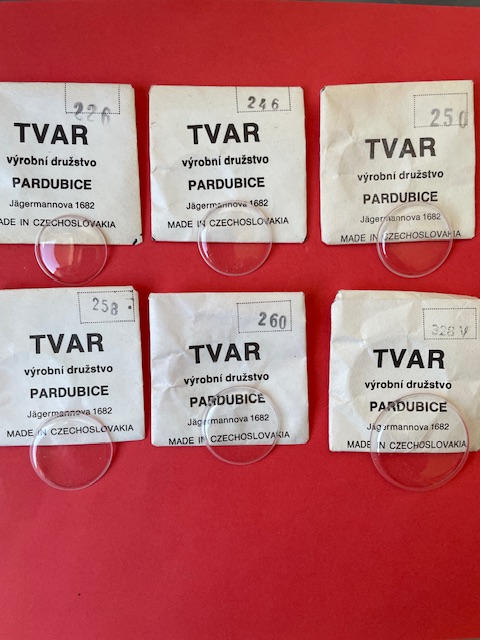 226
TVAR
výrobní družstvo
PARDUBICE
Jägermannova 1682
MADE IN CZECHOSLOVAKIA
246
TVAR
výrobní družstvo
PARDUBICE
Jägermannova 1682
MADE IN CZECHOSLOVAKIA
250
TVAR
výrobní družstvo
PARDUBICE
Jägermannova 1682
MADE IN CZECHOSLOVAKIA
258
TVAR
výrobní družstvo
PARDUBICE
Jägermannova 1682
MADE IN CZECHOSLOVAKIA
260
TVAR
výrobní družstvo
PARDUBICE
Jägermannova 1682
MADE IN CZECHOSLOVAKIA
328 V
TVAR
výrobní družstvo
PARDUBICE
Jägermannova 1682
MADE IN CZECHOSLOVAKIA